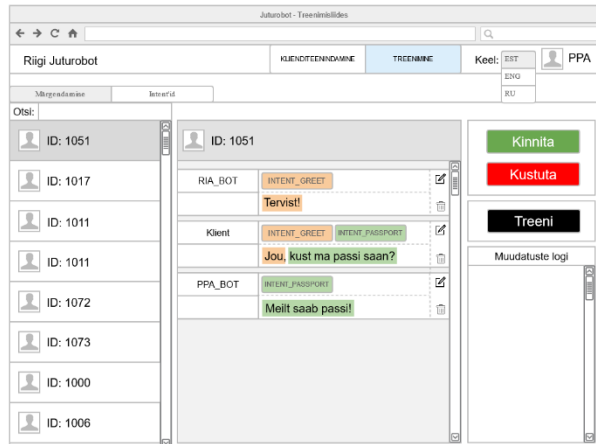 Juturobot - Treenimisliides
Riigi Juturobot
KLIENDITEENINDAMINE
TREENIMINE
Keel:
EST
ENG
RU
PPA
Märgendamine
Intent'id
Otsi:
ID: 1051
ID: 1017
ID: 1011
ID: 1011
ID: 1072
ID: 1073
ID: 1000
ID: 1006
ID: 1051
RIA_BOT
INTENT_GREET
Tervist!
Klient
INTENT_GREET INTENT_PASSPORT
Jou, kust ma passi saan?
PPA_BOT
INTENT_PASSPORT
Meilt saab passi!
Kinnita
Kustuta
Treeni
Muudatuste logi